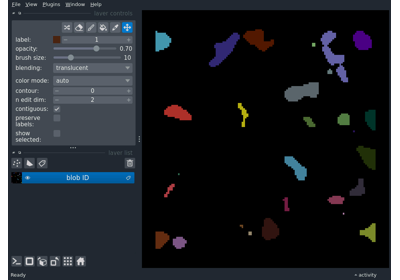 File View Plugins Window Help
layer controls
label: 1
opacity: 0.70
brush size: 10
blending: translucent
color mode: auto
contour: 0
n edit dim: 2
contiguous:
preserve
labels:
show
selected:
layer list
blob ID
Ready
activity